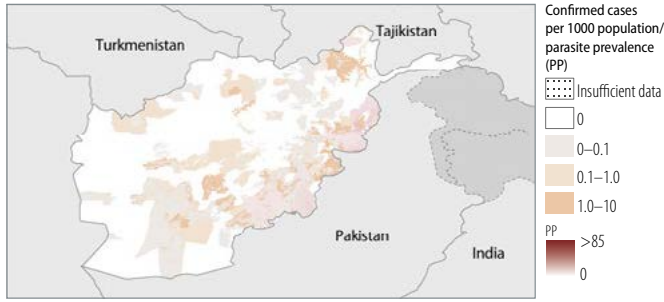 Turkmenistan
Tajikistan
Pakistan
India
Confirmed cases
per 1000 population/
parasite prevalence
(PP)
Insufficient data
0
0–0.1
0.1–1.0
1.0–10
PP
>85
0